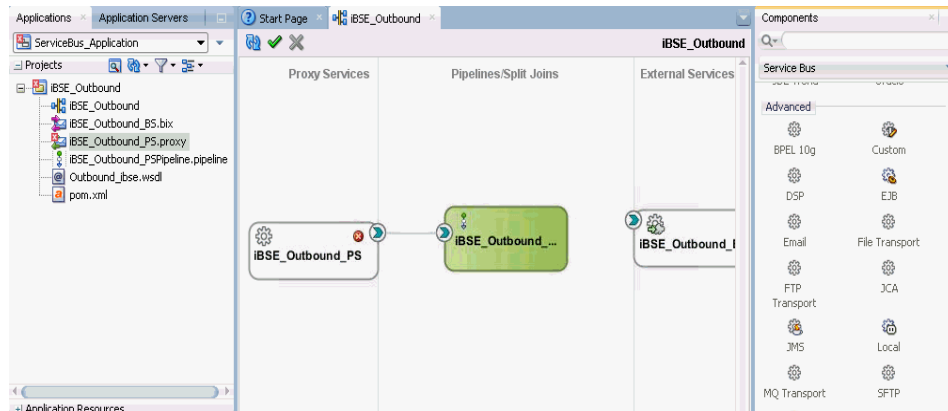 Applications
Application Servers
ServiceBus_Application
Projects
iBSE_Outbound
iBSE_Outbound
iBSE_Outbound_BS.bix
iBSE_Outbound_PS.proxy
iBSE_Outbound_PSPipeline.pipeline
Outbound_ibse.wsdl
pom.xml
Application Resources
Start Page
iBSE_Outbound
iBSE_Outbound
Proxy Services
Pipelines/Split Joins
External Services
iBSE_Outbound_PS
iBSE_Outbound_...
iBSE_Outbound_
Components
Service Bus
Advanced
BPEL 10g
Custom
DSP
EJB
Email
File Transport
FTP
Transport
JCA
JMS
Local
MQ Transport
SFTP